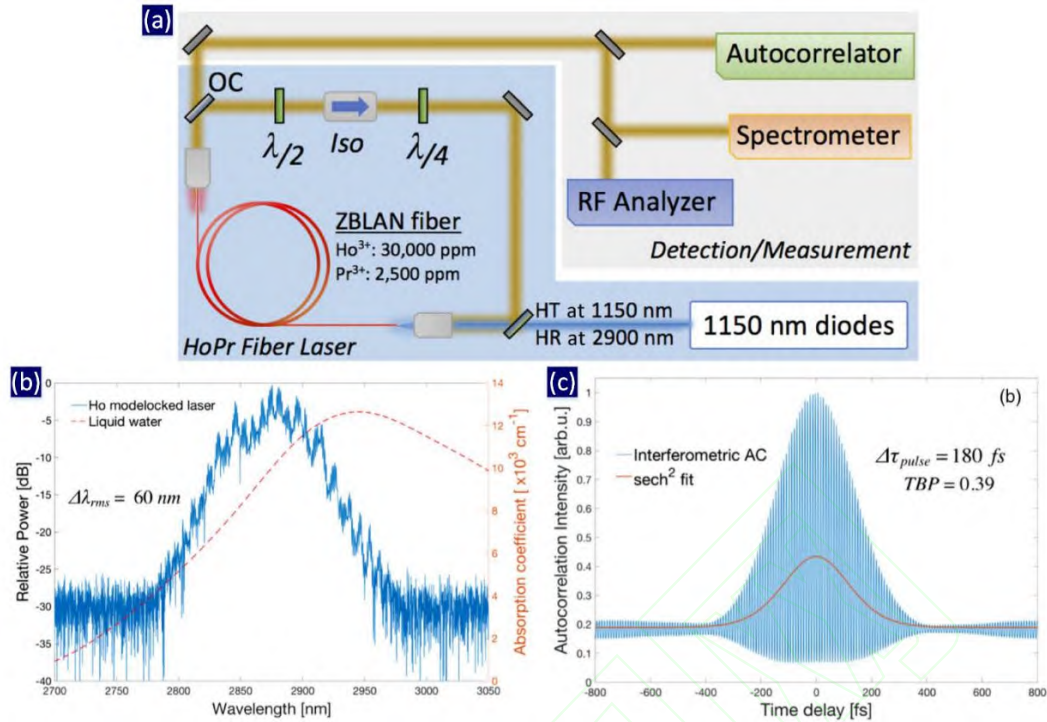 (a)
OC
λ/2
Iso
λ/4
Autocorrelator
Spectrometer
RF Analyzer
Detection/Measurement
ZBLAN fiber
Ho³⁺: 30,000 ppm
Pr³⁺: 2,500 ppm
HT at 1150 nm
HR at 2900 nm
1150 nm diodes
HoPr Fiber Laser
(b)
Ho modelocked laser
Liquid water
Δλrms = 60 nm
Relative Power [dB]
0
-5
-10
-15
-20
-25
-30
-35
-40
2700 2750 2800 2850 2900 2950 3000 3050
Wavelength [nm]
14
12
10
8
6
4
2
0
Absorption coefficient [ x10³ cm⁻¹]
(c)
(b)
Interferometric AC
sech² fit
Δτpulse = 180 fs
TBP = 0.39
Autocorrelation Intensity [arb.u.]
1
0.9
0.8
0.7
0.6
0.5
0.4
0.3
0.2
0.1
0
-800 -600 -400 -200 0 200 400 600 800
Time delay [fs]